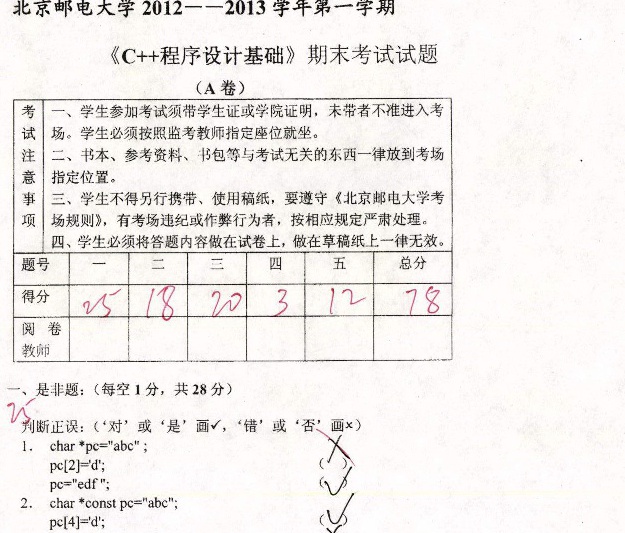 北京邮电大学 2012——2013 学年第一学期
《C++程序设计基础》期末考试试题
（A 卷）
考试注意事项
一、学生参加考试须带学生证或学院证明，未带者不准进入考
场。学生必须按照监考教师指定座位就坐。
二、书本、参考资料、书包等与考试无关的东西一律放到考场
指定位置。
三、学生不得另行携带、使用稿纸，要遵守《北京邮电大学考
场规则》，有考场违纪或作弊行为者，按相应规定严肃处理。
四、学生必须将答题内容做在试卷上，做在草稿纸上一律无效。
题号 一 二 三 四 五 总分
得分 25 18 20 3 12 78
阅 卷
教师
一、是非题：（每空 1 分，共 28 分）
25
判断正误：（‘对’或‘是’画✓，‘错’或‘否’画×）
1. char *pc="abc" ;
pc[2]='d'; (×)
pc="edf "; (✓)
2. char *const pc="abc";
pc[4]='d'; (✓)